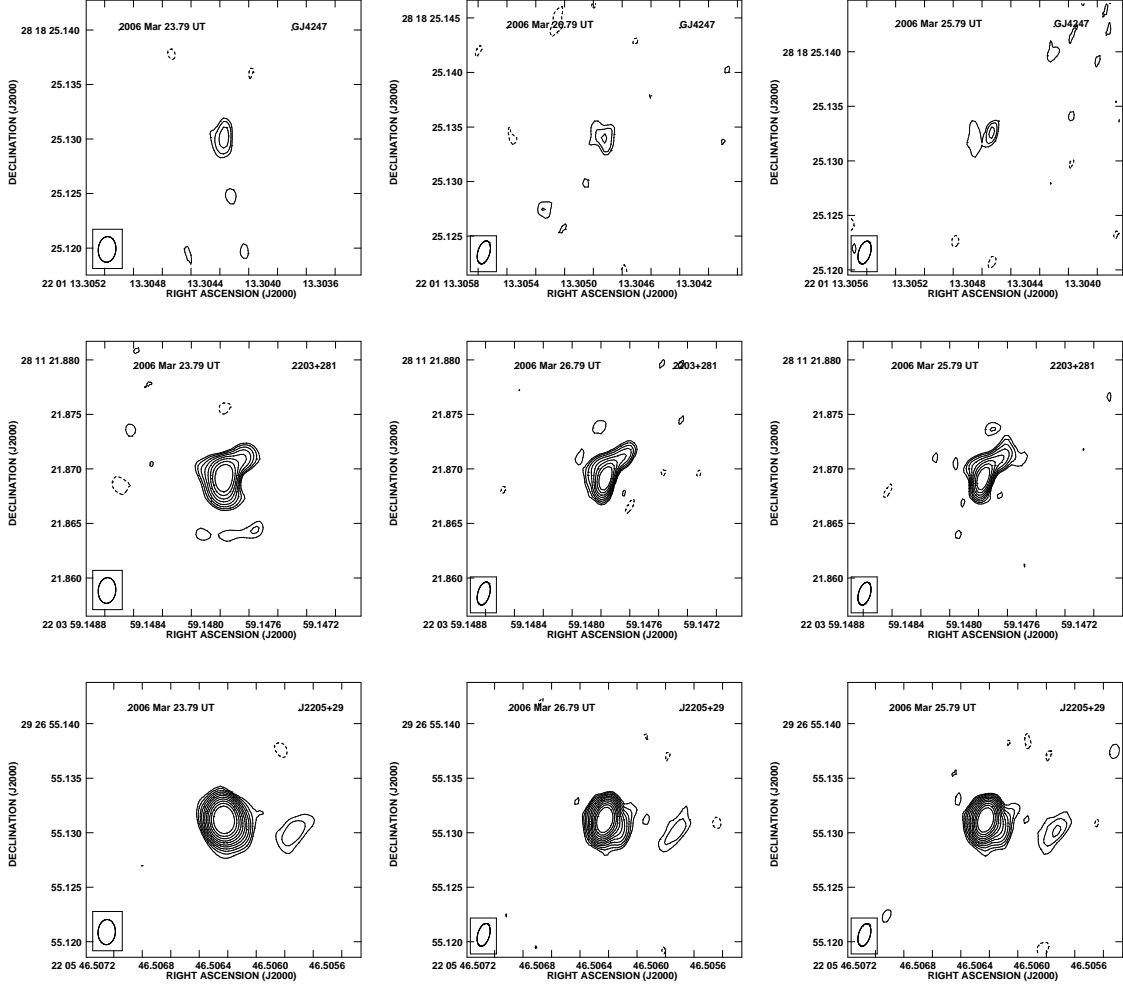 2006 Mar 23.79 UT GJ4247
DECLINATION (J2000)
28 18 25.140
25.135
25.130
25.125
25.120
22 01 13.3052 13.3048 13.3044 13.3040 13.3036
RIGHT ASCENSION (J2000)
2006 Mar 26.79 UT GJ4247
DECLINATION (J2000)
28 18 25.145
25.140
25.135
25.130
25.125
22 01 13.3058 13.3054 13.3050 13.3046 13.3042
RIGHT ASCENSION (J2000)
2006 Mar 25.79 UT GJ4247
DECLINATION (J2000)
28 18 25.140
25.135
25.130
25.125
25.120
22 01 13.3056 13.3052 13.3048 13.3044 13.3040
RIGHT ASCENSION (J2000)
2006 Mar 23.79 UT 2203+281
DECLINATION (J2000)
28 11 21.880
21.875
21.870
21.865
21.860
22 03 59.1488 59.1484 59.1480 59.1476 59.1472
RIGHT ASCENSION (J2000)
2006 Mar 26.79 UT 2203+281
DECLINATION (J2000)
28 11 21.880
21.875
21.870
21.865
21.860
22 03 59.1488 59.1484 59.1480 59.1476 59.1472
RIGHT ASCENSION (J2000)
2006 Mar 25.79 UT 2203+281
DECLINATION (J2000)
28 11 21.880
21.875
21.870
21.865
21.860
22 03 59.1488 59.1484 59.1480 59.1476 59.1472
RIGHT ASCENSION (J2000)
2006 Mar 23.79 UT J2205+29
DECLINATION (J2000)
29 26 55.140
55.135
55.130
55.125
55.120
22 05 46.5072 46.5068 46.5064 46.5060 46.5056
RIGHT ASCENSION (J2000)
2006 Mar 26.79 UT J2205+29
DECLINATION (J2000)
29 26 55.140
55.135
55.130
55.125
55.120
22 05 46.5072 46.5068 46.5064 46.5060 46.5056
RIGHT ASCENSION (J2000)
2006 Mar 25.79 UT J2205+29
DECLINATION (J2000)
29 26 55.140
55.135
55.130
55.125
55.120
22 05 46.5072 46.5068 46.5064 46.5060 46.5056
RIGHT ASCENSION (J2000)